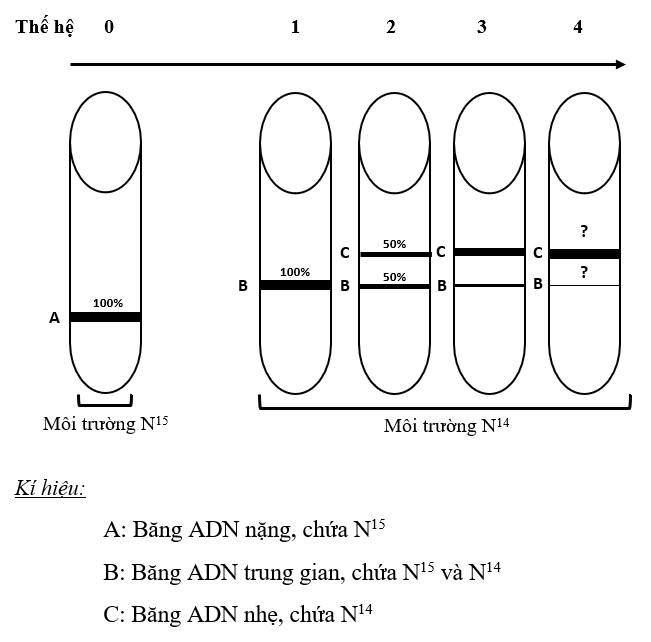 Thế hệ 0 1 2 3 4
?
C 50% C C
100% ?
B B 50% B B
100%
A
Môi trường N¹⁵ Môi trường N¹⁴
Kí hiệu:
A: Băng ADN nặng, chứa N¹⁵
B: Băng ADN trung gian, chứa N¹⁵ và N¹⁴
C: Băng ADN nhẹ, chứa N¹⁴